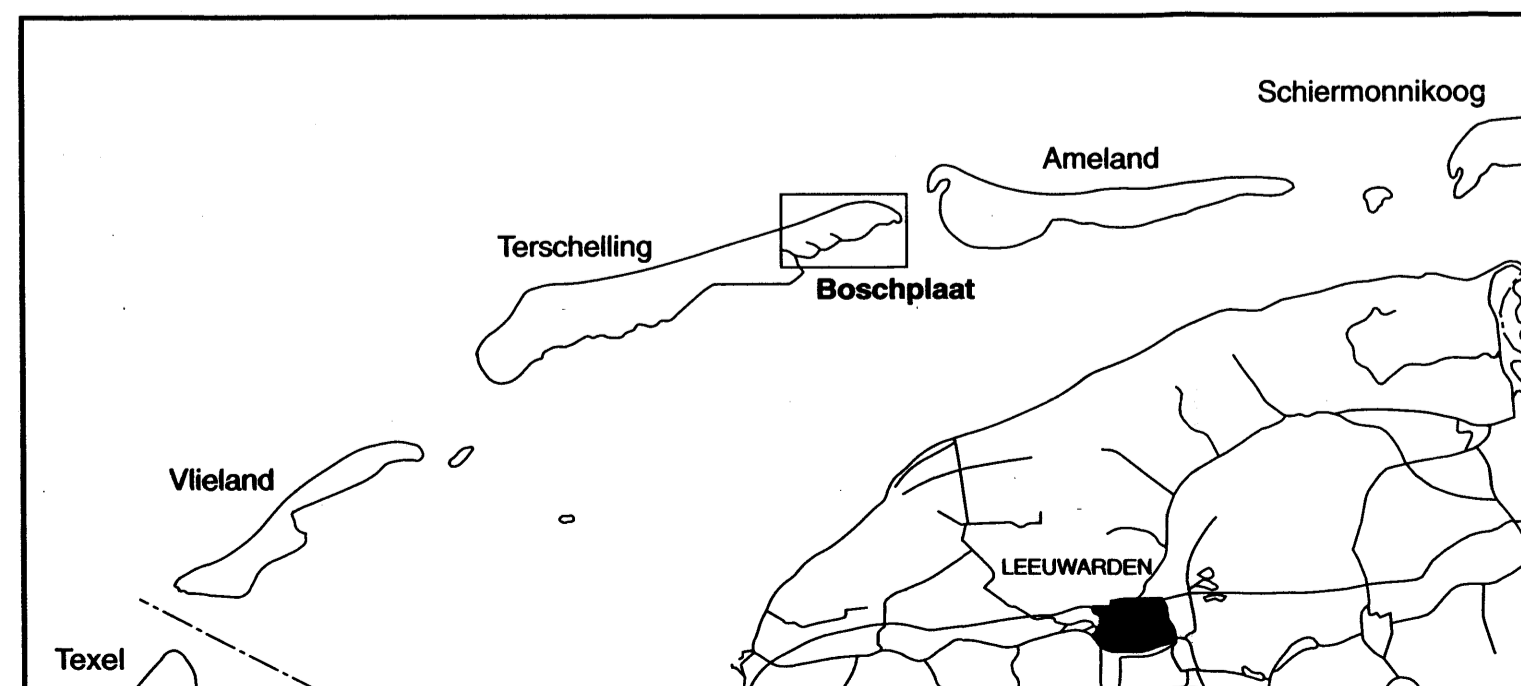 Schiermonnikoog
Ameland
Terschelling
Boschplaat
Vlieland
LEEUWARDEN
Texel